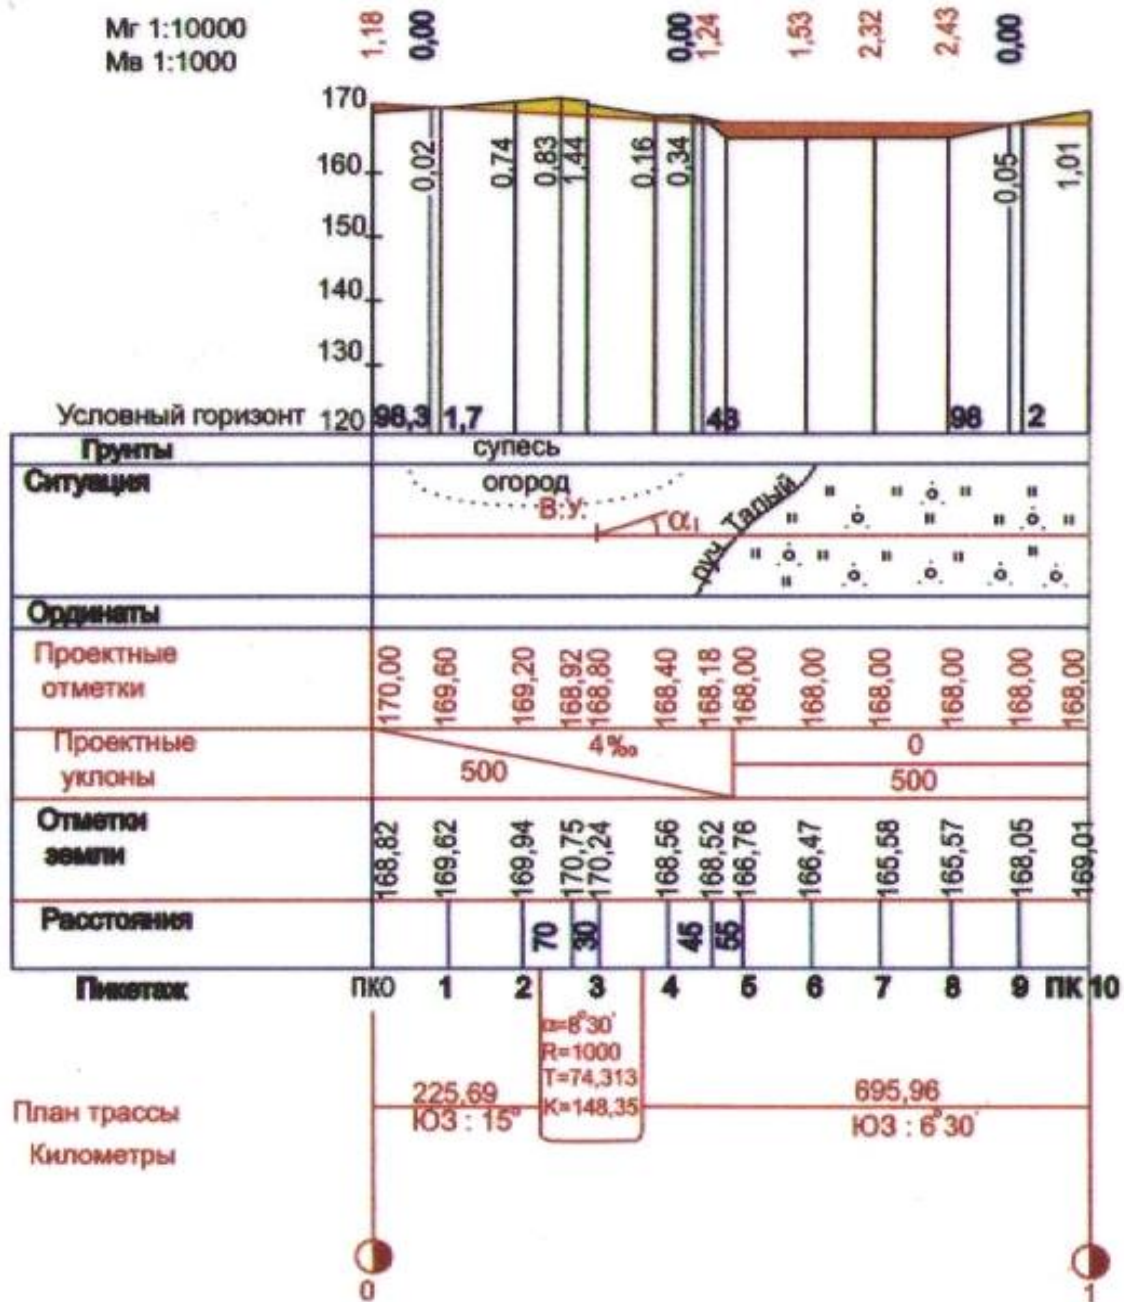 Мг 1:10000
Мв 1:1000
1,18 0,00 0,00 1,24 1,53 2,32 2,43 0,00
170
160
150
140
130
0,02 0,74 0,83 1,44 0,16 0,34 0,05 1,01
Условный горизонт 120 98,3 1,7 43 98 2
Грунты супесь
Ситуация огород
В.У. α1
руч. Талый
Ординаты
Проектные отметки
170,00 169,60 169,20 168,92 168,80 168,40 168,18 168,00 168,00 168,00 168,00 168,00 168,00
Проектные уклоны
4‰ 0
500 500
Отметки земли
168,82 169,62 169,94 170,75 170,24 168,56 168,52 166,76 166,47 165,58 165,57 168,05 169,01
Расстояния 70 30 45 55
Пикетаж ПК0 1 2 3 4 5 6 7 8 9 ПК 10
α=8°30'
R=1000
T=74,313
K=148,35
План трассы
225,69
ЮЗ : 15°
695,96
ЮЗ : 6°30'
Километры
0 1